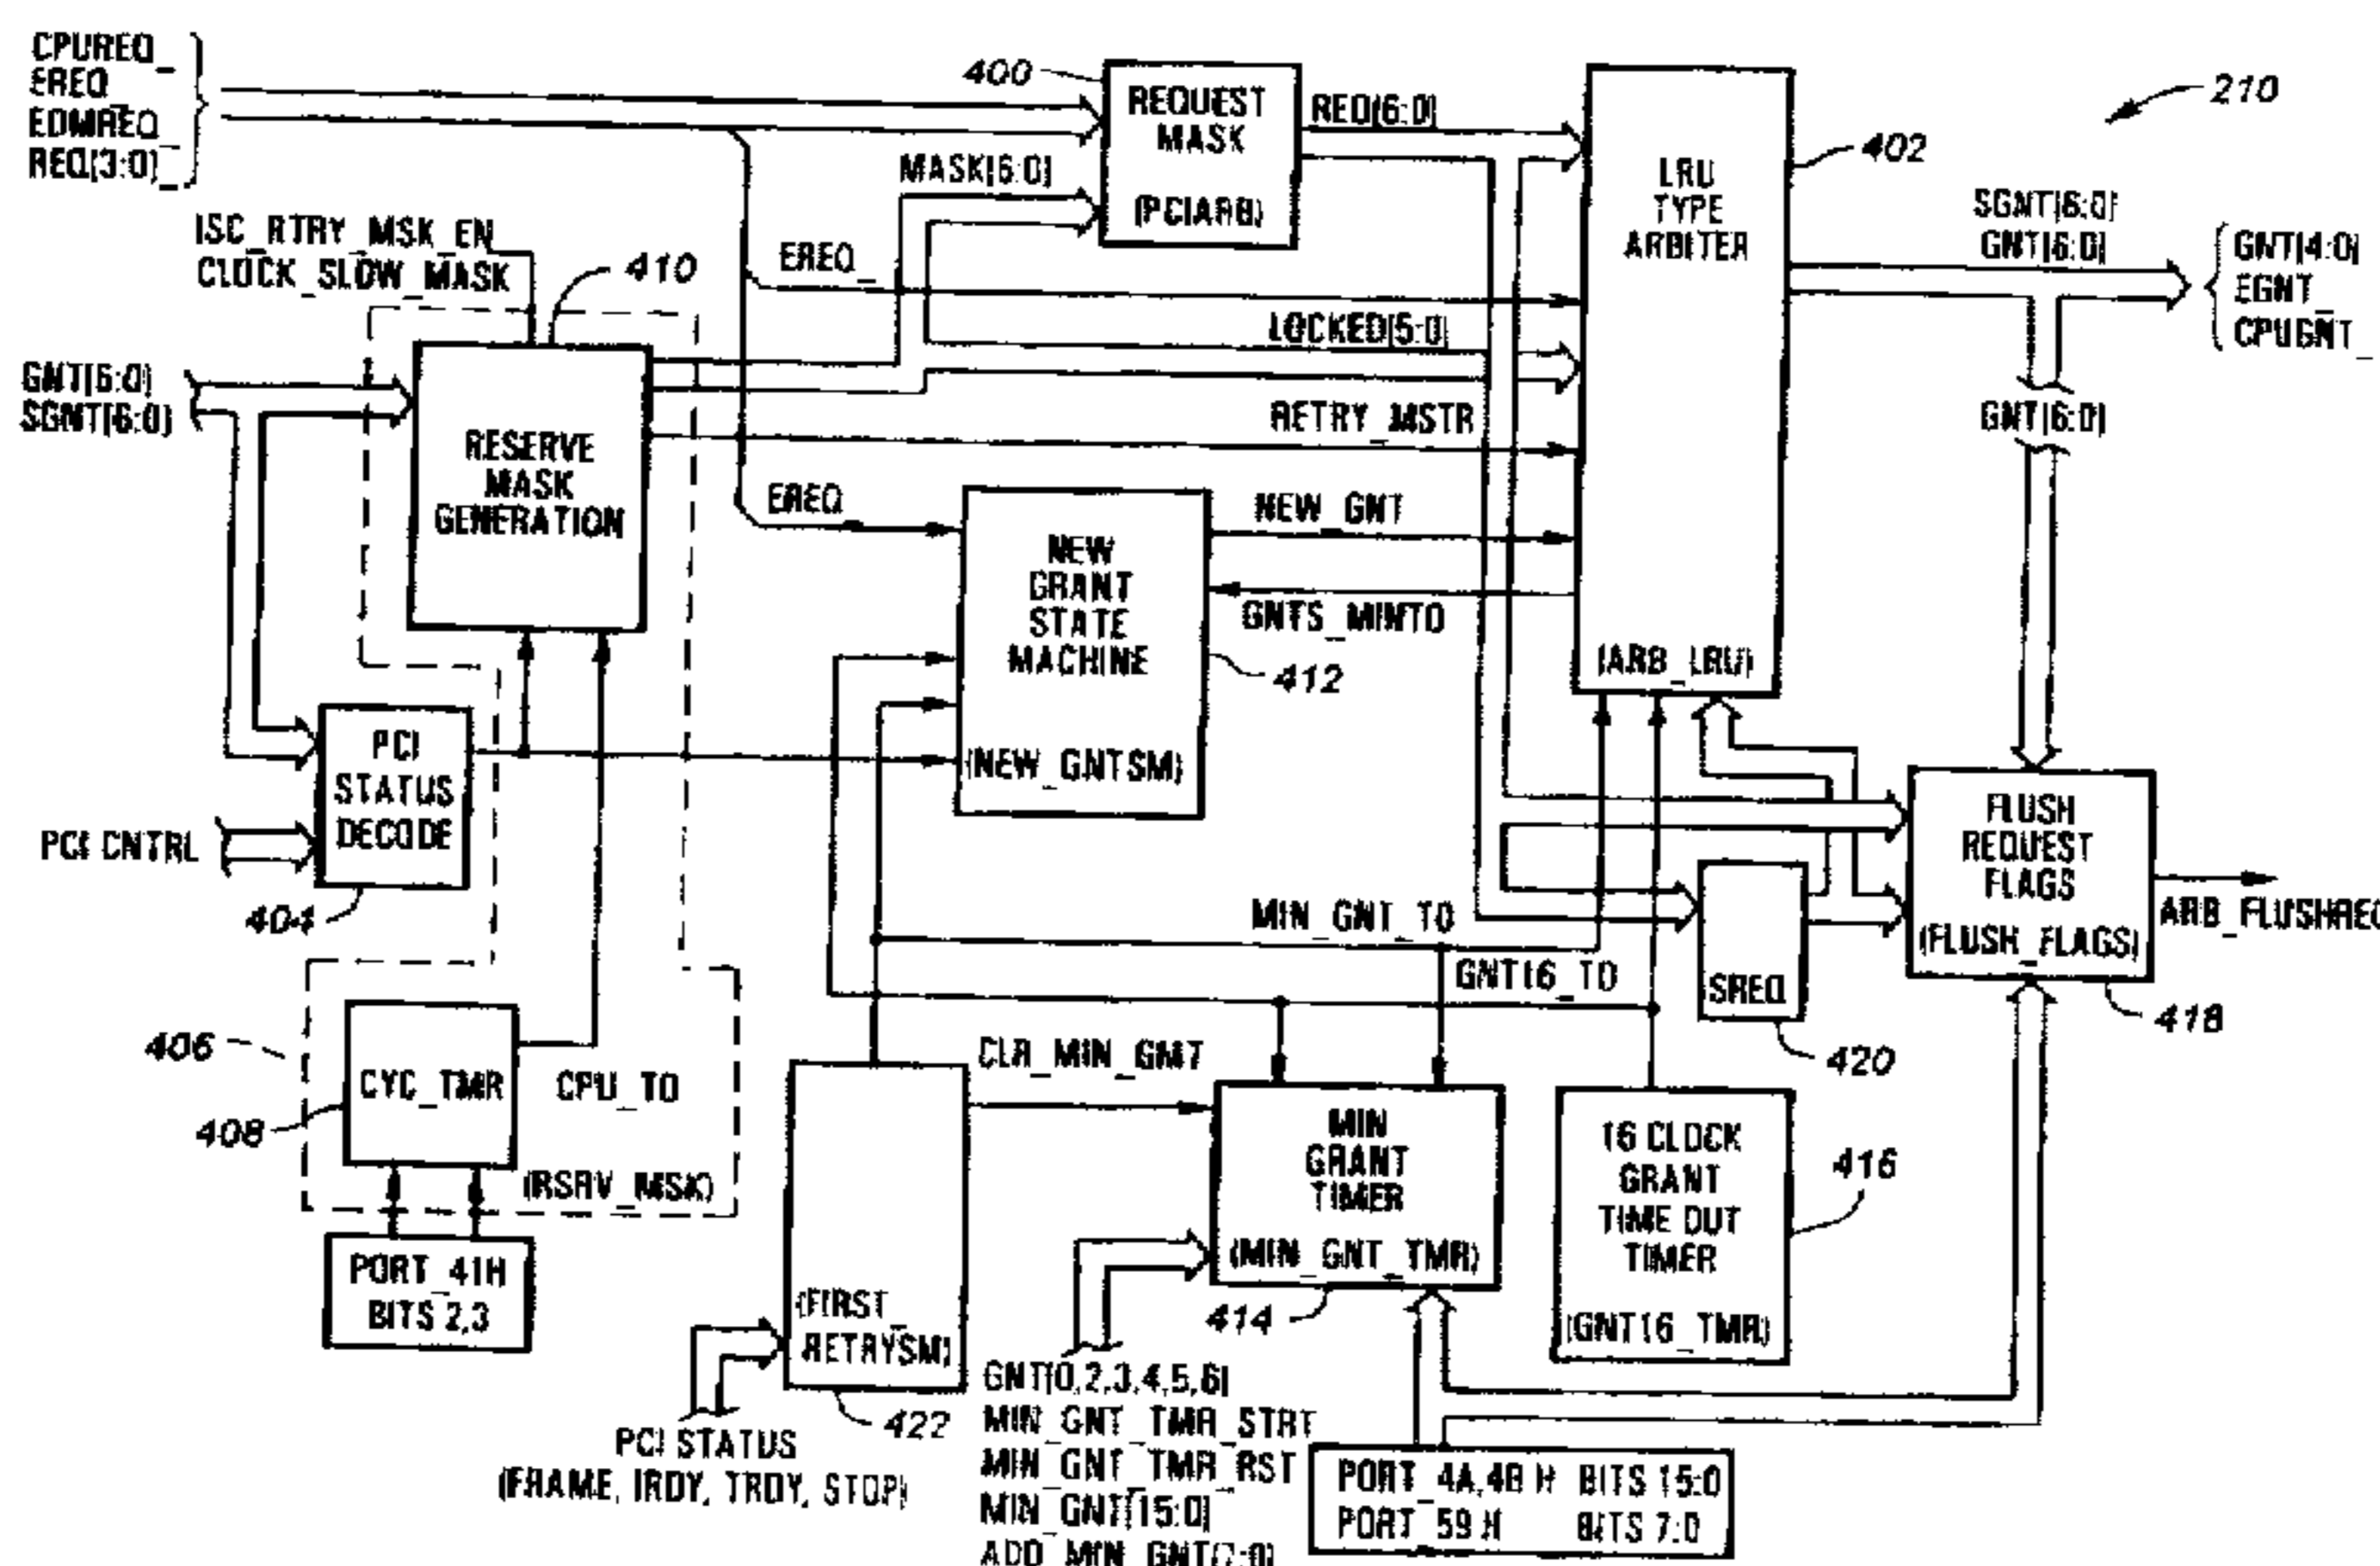 CPUREQ_
EREQ_
EDMREQ_
REQ[3:0]_
400
REQUEST
MASK
(PCIARB)
REQ[6:0]
MASK[6:0]
LRU
TYPE
ARBITER
(ARB_LRU)
210
402
SGNT[6:0]
GNT[6:0]
GNT[4:0]
EGNT_
CPUGNT_
GNT[6:0]
ISC_RTRY_MSK_EN
CLOCK_SLOW_MASK
410
EREQ_
LOCKED[5:0]
RETRY_MSTR
GNT[6:0]
SGNT[6:0]
RESERVE
MASK
GENERATION
EREQ
NEW
GRANT
STATE
MACHINE
(NEW_GNTSM)
NEW_GNT
GNTS_MINTO
412
PCI
STATUS
DECODE
PCI CNTRL
404
FLUSH
REQUEST
FLAGS
(FLUSH_FLAGS)
ARB_FLUSHREQ
418
MIN_GNT_TO
GNT16_TO
SREQ
420
406
CYC_TMR
CPU_TO
408
(RSRV_MSK)
PORT_41H
BITS 2,3
CLR_MIN_GNT
(FIRST_
RETRYSM)
422
PCI STATUS
(FRAME, IRDY, TRDY, STOP)
MIN
GRANT
TIMER
(MIN_GNT_TMR)
414
16 CLOCK
GRANT
TIME OUT
TIMER
(GNT16_TMR)
416
GNT[0,2,3,4,5,6]
MIN_GNT_TMR_STRT
MIN_GNT_TMR_RST
MIN_GNT[15:0]
ADD_MIN_GNT[7:0]
PORT_4A,4B H BITS 15:0
PORT_59 H BITS 7:0